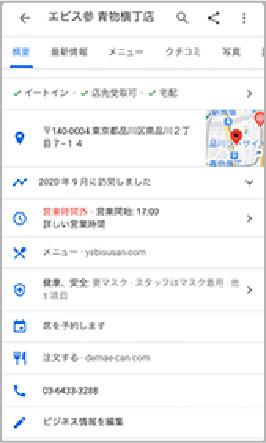 エビス参 青物横丁店
概要 最新情報 メニュー クチコミ 写真
イートイン · 店先受取可 · 宅配
〒140-0004 東京都品川区南品川2丁
目7−14
2020年9月に訪問しました
営業時間外 · 営業開始: 17:00
詳しい営業時間
メニュー · yebisusan.com
健康、安全: 要マスク · スタッフはマスク着用 · 他
1項目
席を予約します
注文する · demae-can.com
03-6433-3288
ビジネス情報を編集